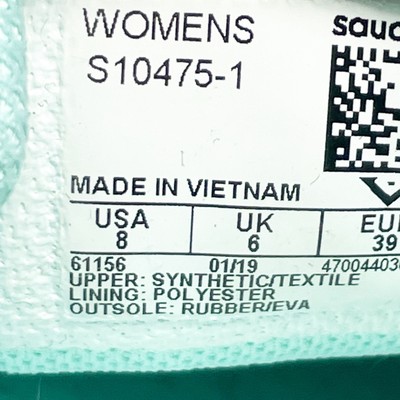 WOMENS
S10475-1
MADE IN VIETNAM
USA UK
8 6 39
61156 01/19
UPPER: SYNTHETIC/TEXTILE
LINING: POLYESTER
OUTSOLE: RUBBER/EVA